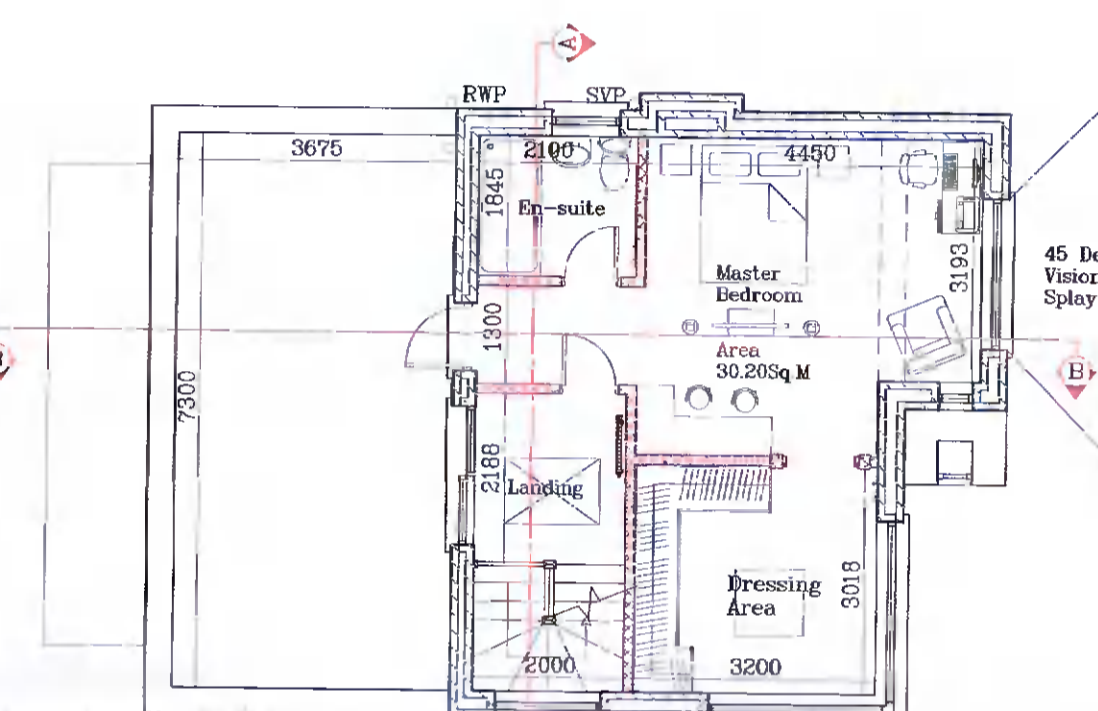 A
RWP
SVP
3675
2100
4450
1845
En-suite
3193
45 De
Vision
Splay
Master
Bedroom
1300
Area
30.20Sq M
B
7300
2188
Landing
Dressing
Area
3018
2000
3200